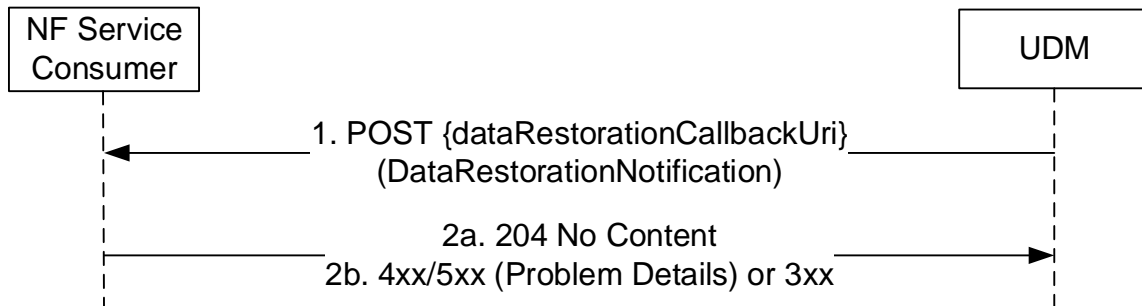 NF Service
Consumer
UDM
1. POST {dataRestorationCallbackUri}
(DataRestorationNotification)
2a. 204 No Content
2b. 4xx/5xx (Problem Details) or 3xx